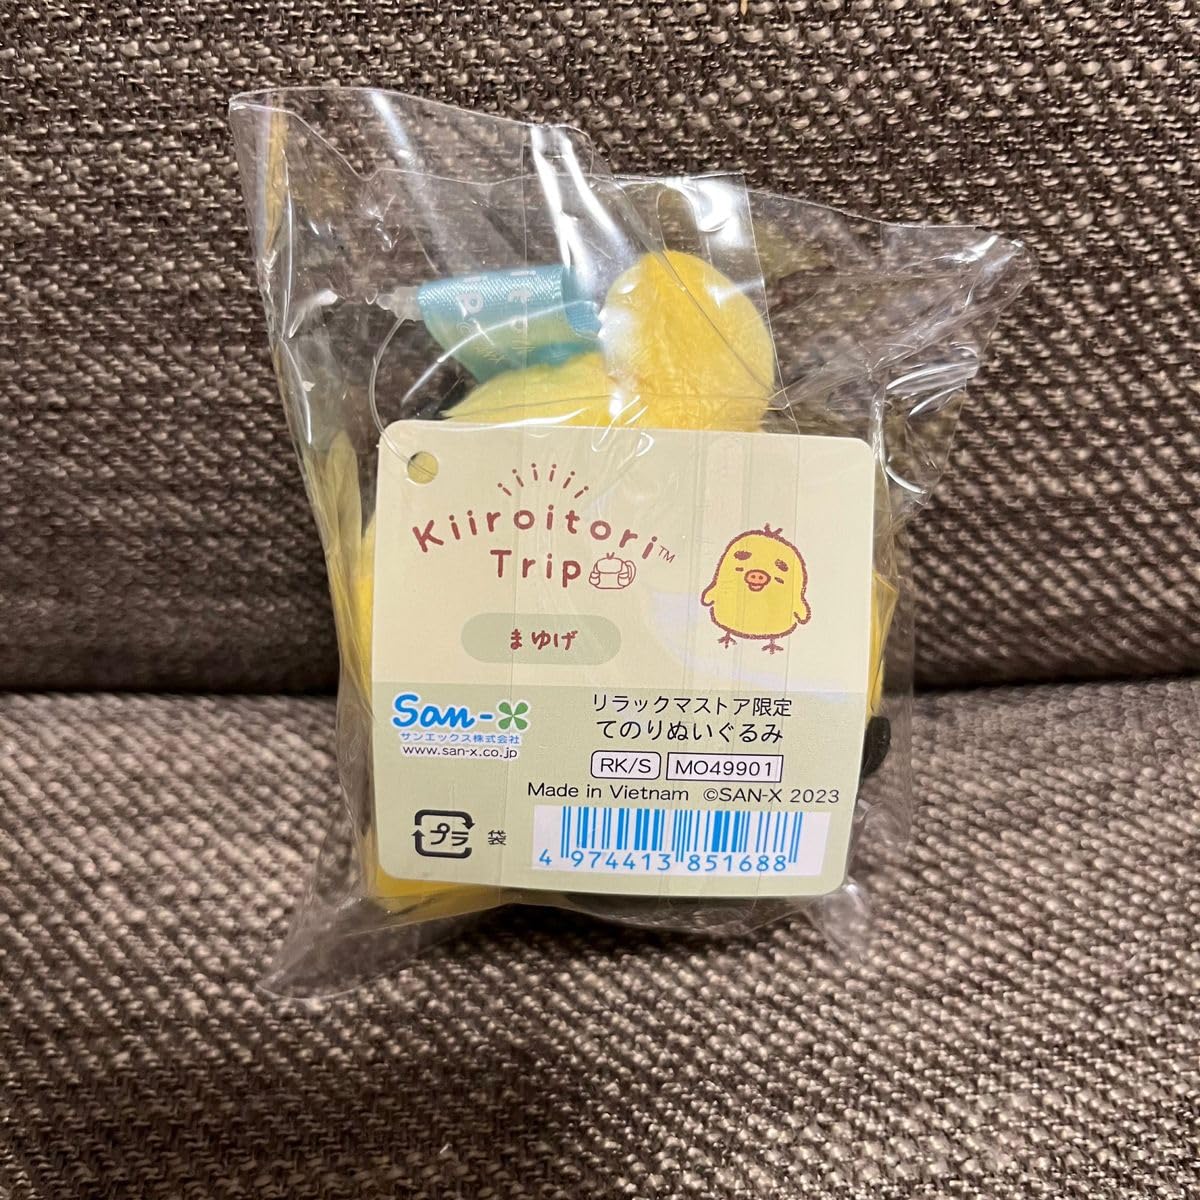 iiiiii
Kiiroitori™
Trip
まゆげ
San-X
サンエックス株式会社
www.san-x.co.jp
リラックマストア限定
てのりぬいぐるみ
RK/S MO49901
Made in Vietnam ©SAN-X 2023
プラ 袋
4 974413 851688